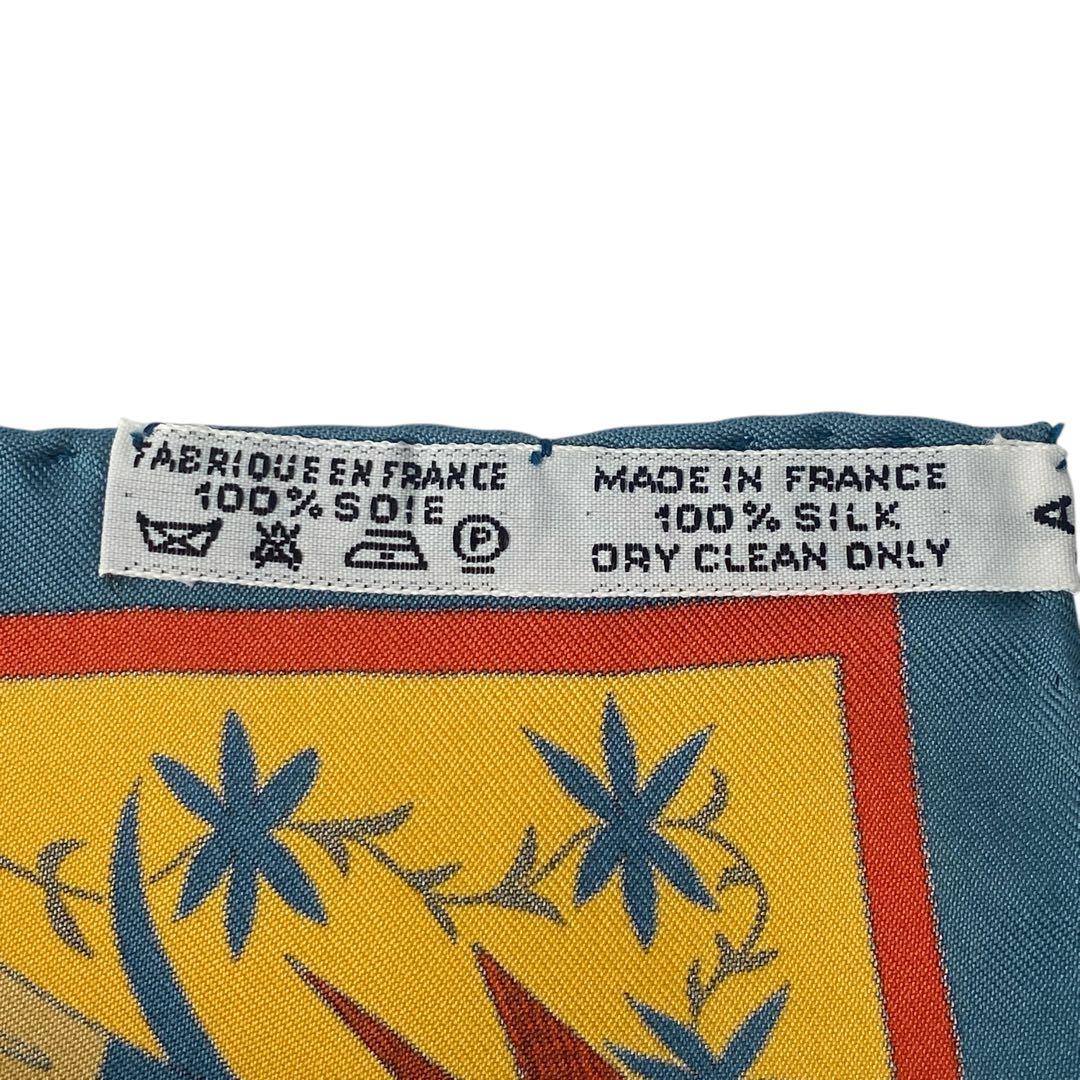 FABRIQUE EN FRANCE
100% SOIE
P
MADE IN FRANCE
100% SILK
DRY CLEAN ONLY
A